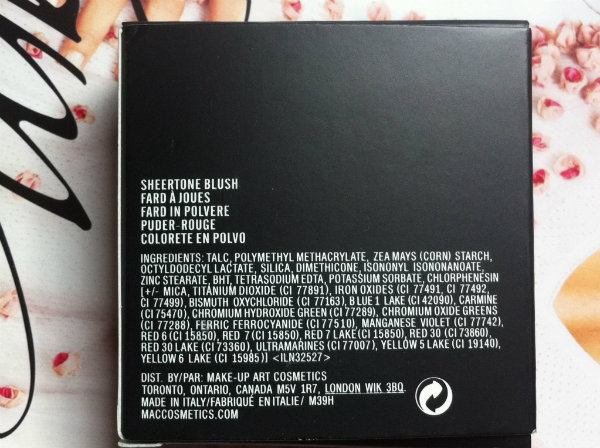 SHEERTONE BLUSH
FARD À JOUES
FARD IN POLVERE
PUDER-ROUGE
COLORETE EN POLVO
INGREDIENTS: TALC, POLYMETHYL METHACRYLATE, ZEA MAYS (CORN) STARCH,
OCTYLDODECYL LACTATE, SILICA, DIMETHICONE, ISONONYL ISONONANOATE,
ZINC STEARATE, BHT, TETRASODIUM EDTA, POTASSIUM SORBATE, CHLORPHENESIN
[+/- MICA, TITANIUM DIOXIDE (CI 77891), IRON OXIDES (CI 77491, CI 77492,
CI 77499), BISMUTH OXYCHLORIDE (CI 77163), BLUE 1 LAKE (CI 42090), CARMINE
(CI 75470), CHROMIUM HYDROXIDE GREEN (CI 77289), CHROMIUM OXIDE GREENS
(CI 77288), FERRIC FERROCYANIDE (CI 77510), MANGANESE VIOLET (CI 77742),
RED 6 (CI 15850), RED 7 (CI 15850), RED 7 LAKE (CI 15850), RED 30 (CI 73360)
RED 30 LAKE (CI 73360), ULTRAMARINES (CI 77007), YELLOW 5 LAKE (CI 19140),
YELLOW 6 LAKE (CI 15985)] <ILN32527>
DIST. BY/PAR: MAKE-UP ART COSMETICS
TORONTO, ONTARIO, CANADA M5V 1R7, LONDON WIK 3BQ.
MADE IN ITALY/FABRIQUÉ EN ITALIE/ M39H
MACCOSMETICS.COM